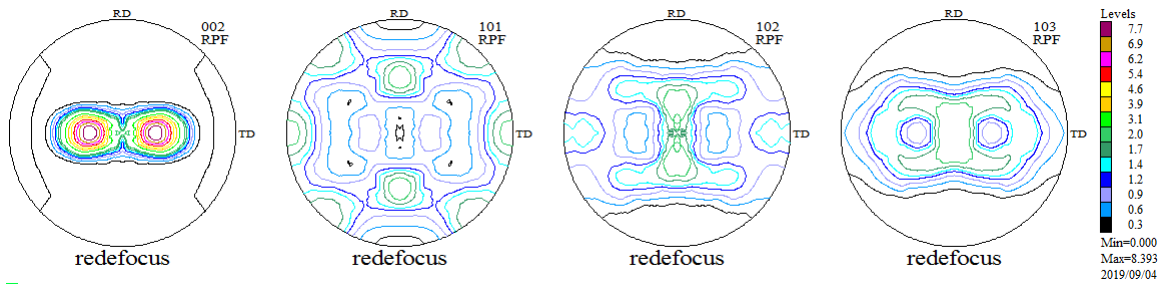 RD
002
RPF
TD
redefocus
RD
101
RPF
TD
redefocus
RD
102
RPF
TD
redefocus
RD
103
RPF
TD
redefocus
Levels
7.7
6.9
6.2
5.4
4.6
3.9
3.1
2.0
1.7
1.4
1.2
0.9
0.6
0.3
Min=0.000
Max=8.393
2019/09/04